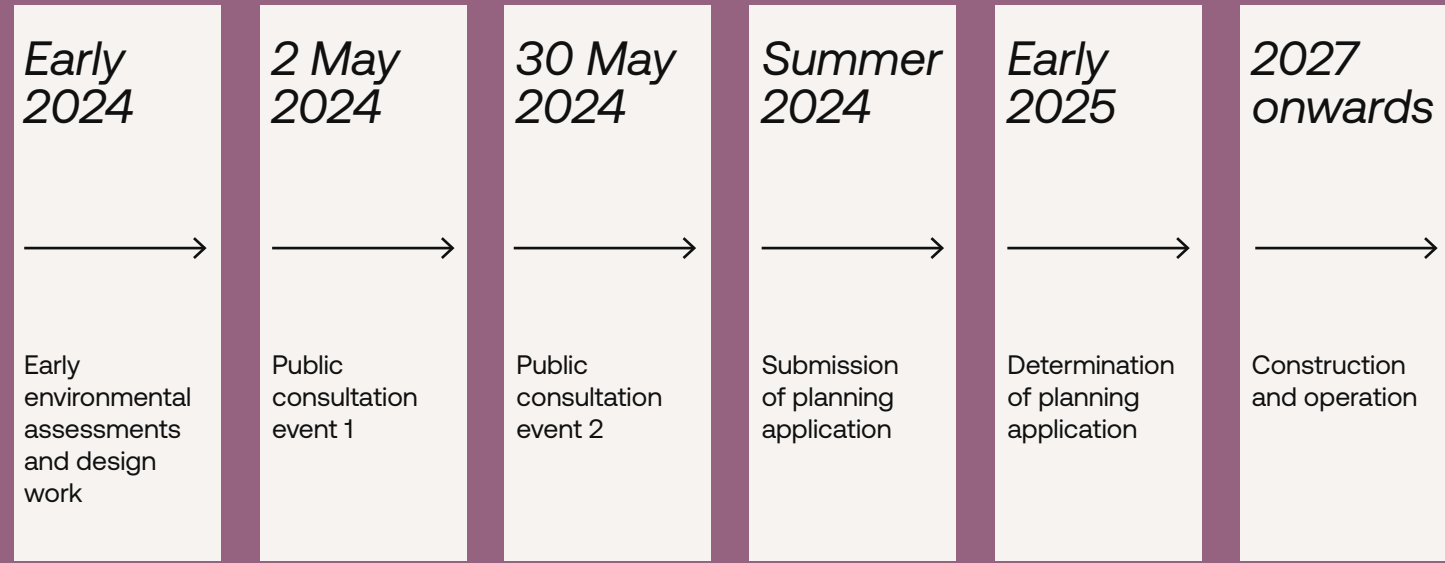 Early
2024
Early
environmental
assessments
and design
work
2 May
2024
Public
consultation
event 1
30 May
2024
Public
consultation
event 2
Summer
2024
Submission
of planning
application
Early
2025
Determination
of planning
application
2027
onwards
Construction
and operation